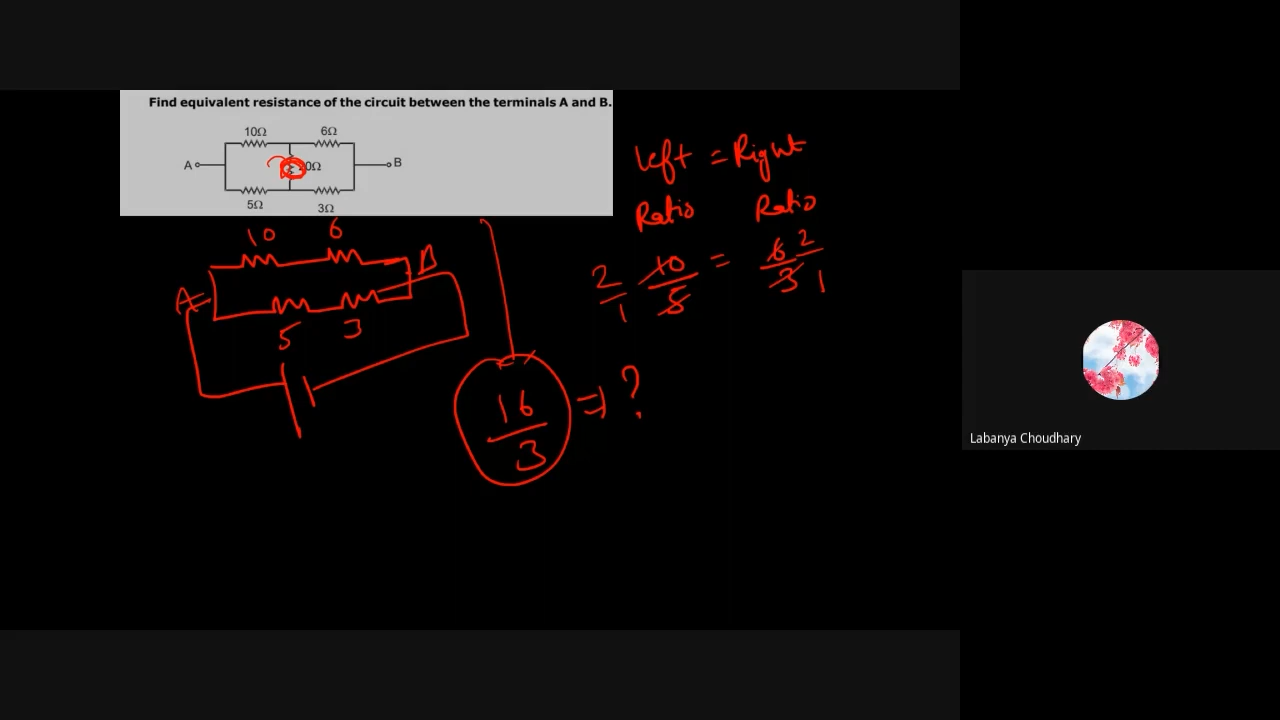 Find equivalent resistance of the circuit between the terminals A and B.
10Ω 6Ω
A B
5Ω 3Ω
left = Right
Ratio Ratio
10 6
A B
5 3
2/1 10/5 = 6/3 2/1
16/3 ⇒ ?
Labanya Choudhary